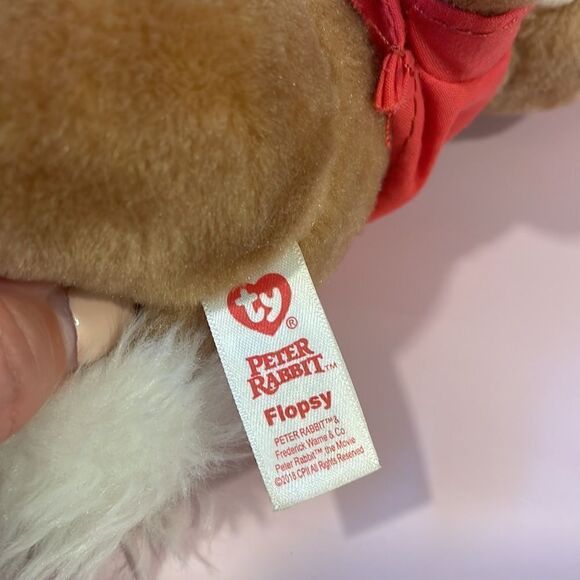 ty®
PETER
RABBIT™
Flopsy
PETER RABBIT™ &
Frederick Warne & Co.
Peter Rabbit™ the Movie
©2018 CPII All Rights Reserved